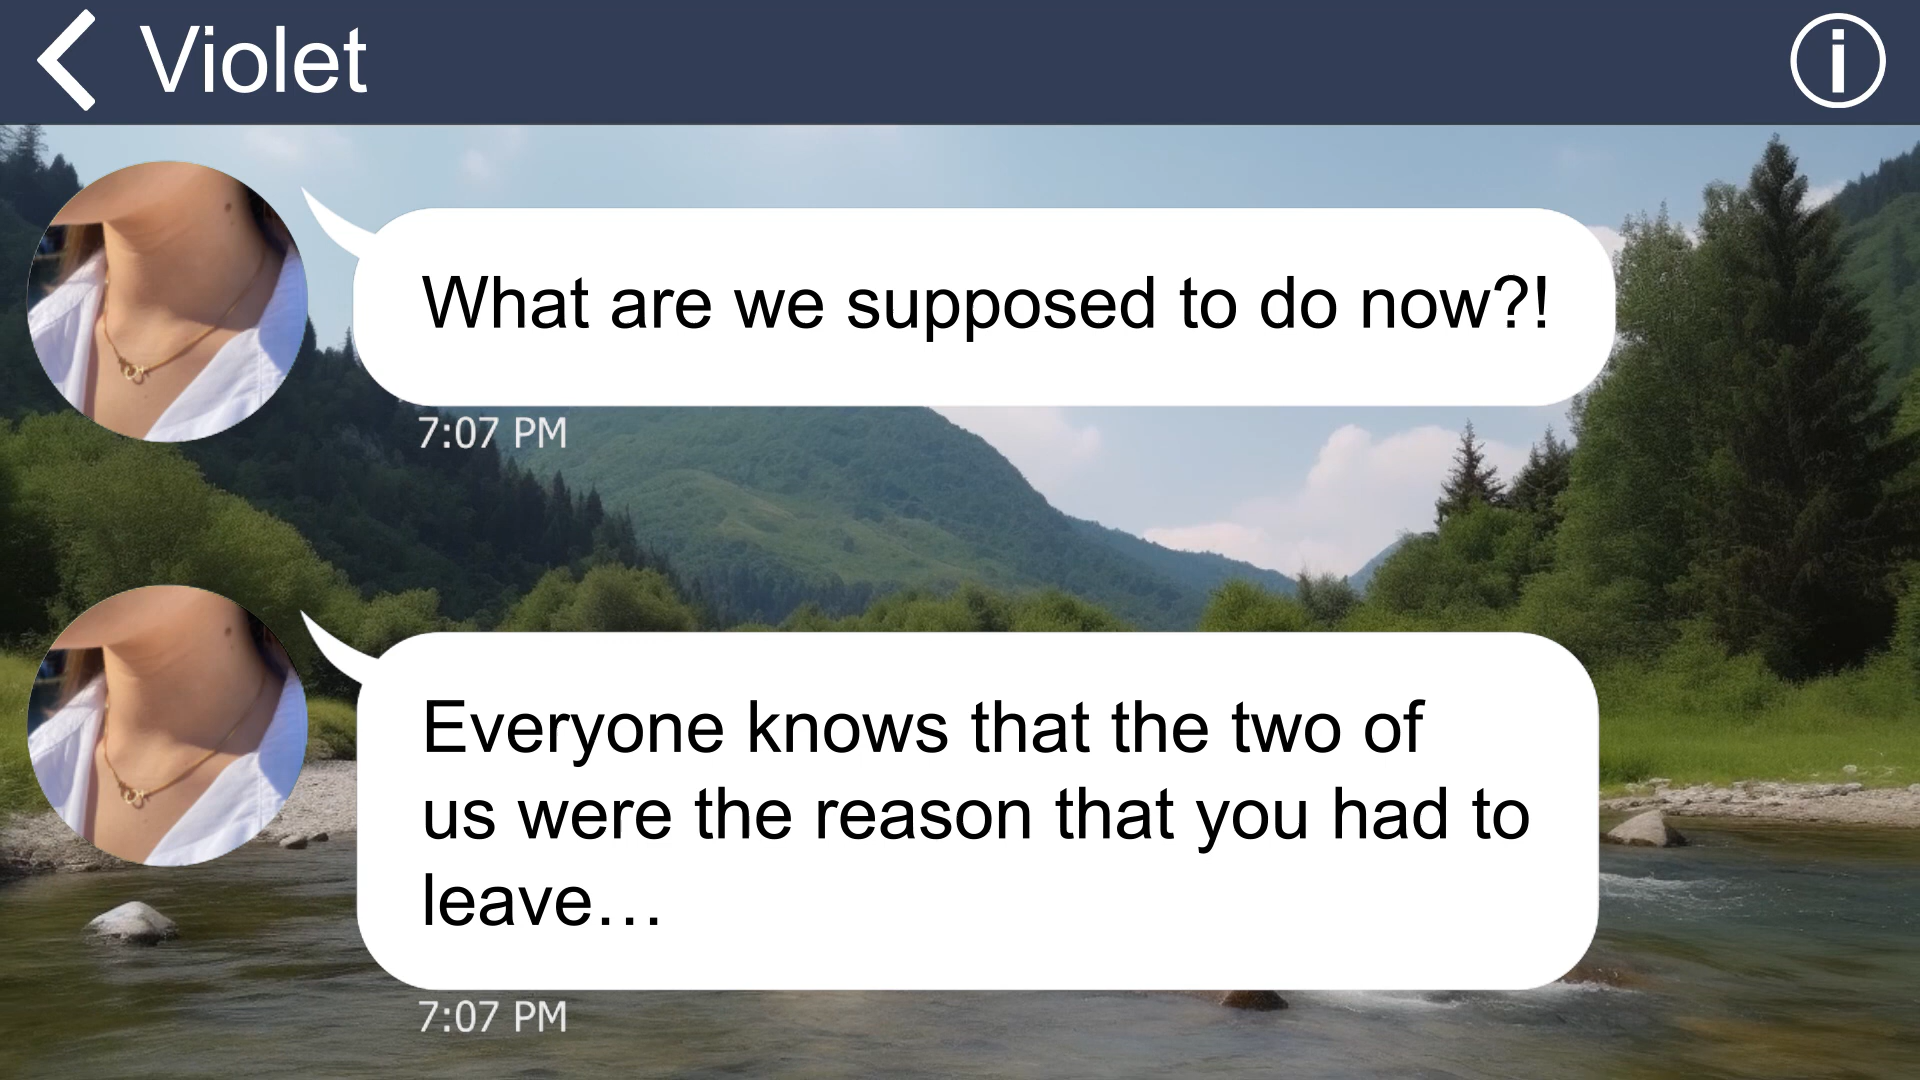 Violet
What are we supposed to do now?!
7:07 PM
Everyone knows that the two of
us were the reason that you had to
leave…
7:07 PM